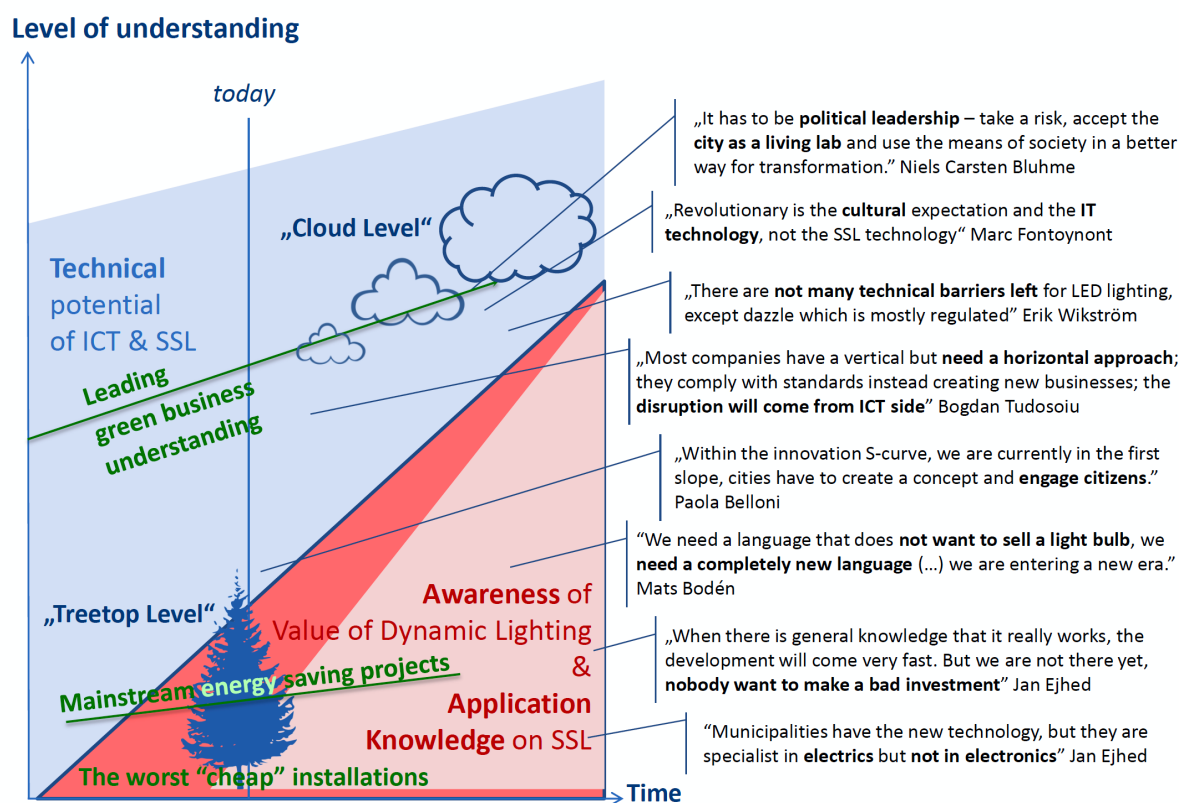 Level of understanding
today
„It has to be political leadership – take a risk, accept the
city as a living lab and use the means of society in a better
way for transformation.” Niels Carsten Bluhme
„Cloud Level“
„Revolutionary is the cultural expectation and the IT
technology, not the SSL technology“ Marc Fontoynont
Technical
potential
of ICT & SSL
„There are not many technical barriers left for LED lighting,
except dazzle which is mostly regulated” Erik Wikström
Leading
green business
understanding
„Most companies have a vertical but need a horizontal approach;
they comply with standards instead creating new businesses; the
disruption will come from ICT side” Bogdan Tudosoiu
„Within the innovation S-curve, we are currently in the first
slope, cities have to create a concept and engage citizens.”
Paola Belloni
“We need a language that does not want to sell a light bulb, we
need a completely new language (...) we are entering a new era.”
Mats Bodén
„Treetop Level“
Awareness of
Value of Dynamic Lighting
&
Application
Knowledge on SSL
„When there is general knowledge that it really works, the
development will come very fast. But we are not there yet,
nobody want to make a bad investment” Jan Ejhed
Mainstream energy saving projects
“Municipalities have the new technology, but they are
specialist in electrics but not in electronics” Jan Ejhed
The worst “cheap” installations
Time